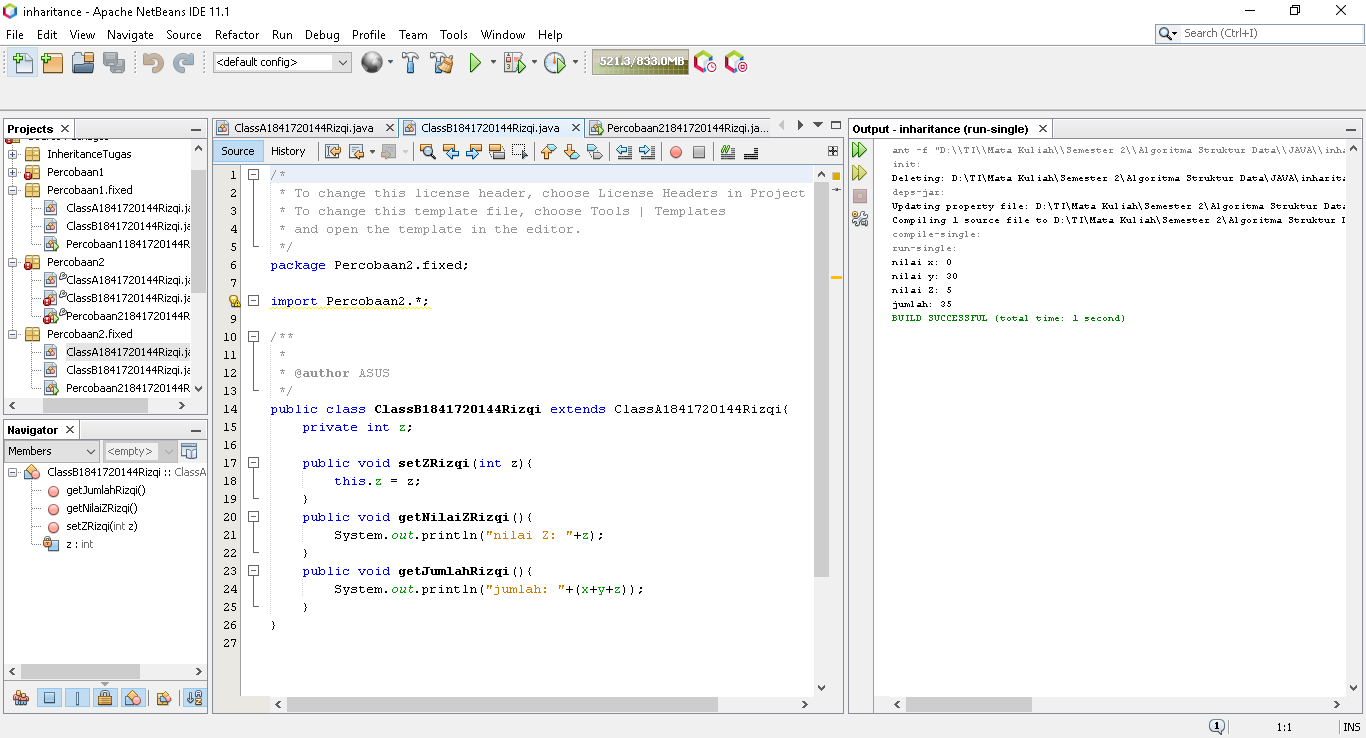 inharitance - Apache NetBeans IDE 11.1
File Edit View Navigate Source Refactor Run Debug Profile Team Tools Window Help
Search (Ctrl+I)
<default config>
521.3/833.0MB
Projects
InheritanceTugas
Percobaan1
Percobaan1.fixed
ClassA1841720144Rizqi.ja
ClassB1841720144Rizqi.ja
Percobaan11841720144R
Percobaan2
ClassA1841720144Rizqi.ja
ClassB1841720144Rizqi.ja
Percobaan21841720144R
Percobaan2.fixed
ClassA1841720144Rizqi.ja
ClassB1841720144Rizqi.ja
Percobaan21841720144R
Navigator
Members
<empty>
ClassB1841720144Rizqi :: ClassA
getJumlahRizqi()
getNilaiZRizqi()
setZRizqi(int z)
z : int
ClassA1841720144Rizqi.java
ClassB1841720144Rizqi.java
Percobaan21841720144Rizqi.ja...
Source History
1 /*
2 * To change this license header, choose License Headers in Project
3 * To change this template file, choose Tools | Templates
4 * and open the template in the editor.
5 */
6 package Percobaan2.fixed;
7
import Percobaan2.*;
9
10 /**
11 *
12 * @author ASUS
13 */
14 public class ClassB1841720144Rizqi extends ClassA1841720144Rizqi{
15 private int z;
16
17 public void setZRizqi(int z){
18 this.z = z;
19 }
20 public void getNilaiZRizqi(){
21 System.out.println("nilai Z: "+z);
22 }
23 public void getJumlahRizqi(){
24 System.out.println("jumlah: "+(x+y+z));
25 }
26 }
27
Output - inharitance (run-single)
ant -f "D:\\TI\\Mata Kuliah\\Semester 2\\Algoritma Struktur Data\\JAVA\\inha
init:
Deleting: D:\TI\Mata Kuliah\Semester 2\Algoritma Struktur Data\JAVA\inharita
deps-jar:
Updating property file: D:\TI\Mata Kuliah\Semester 2\Algoritma Struktur Data
Compiling 1 source file to D:\TI\Mata Kuliah\Semester 2\Algoritma Struktur D
compile-single:
run-single:
nilai x: 0
nilai y: 30
nilai Z: 5
jumlah: 35
BUILD SUCCESSFUL (total time: 1 second)
1
1:1
INS